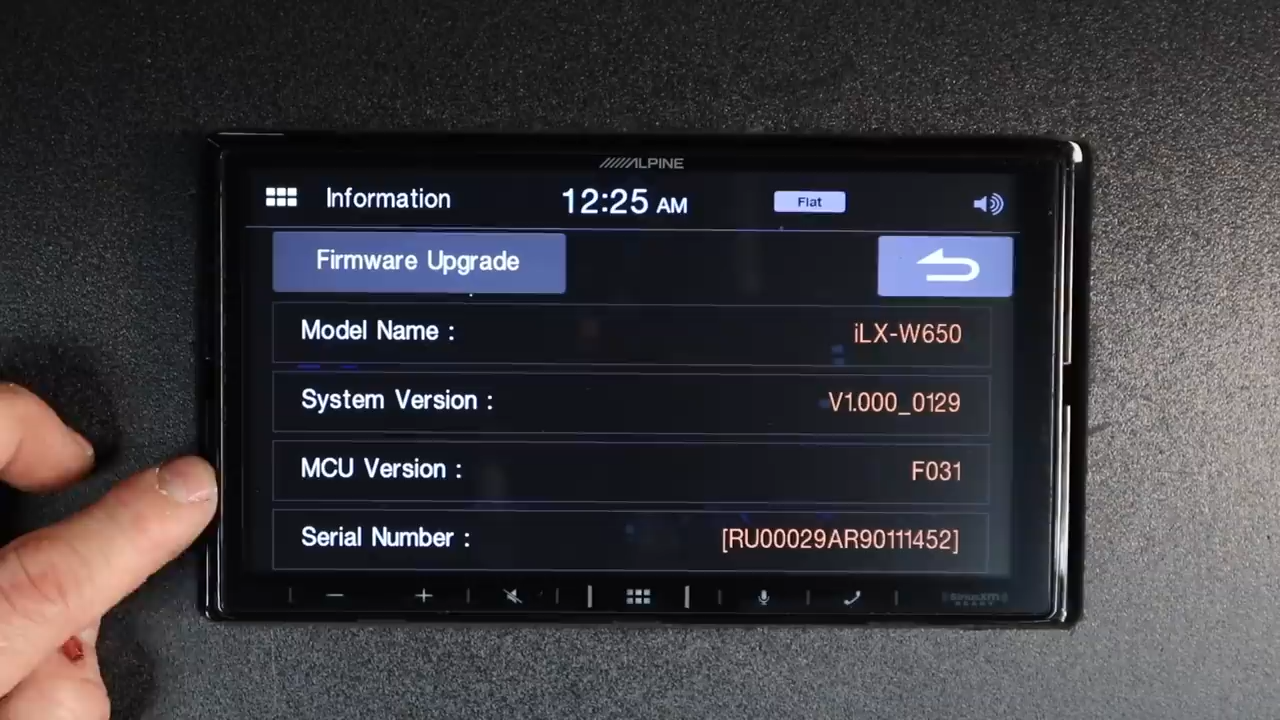 ALPINE
Information 12:25 AM Flat
Firmware Upgrade
Model Name : iLX-W650
System Version : V1.000_0129
MCU Version : F031
Serial Number : [RU00029AR90111452]
SiriusXM
READY